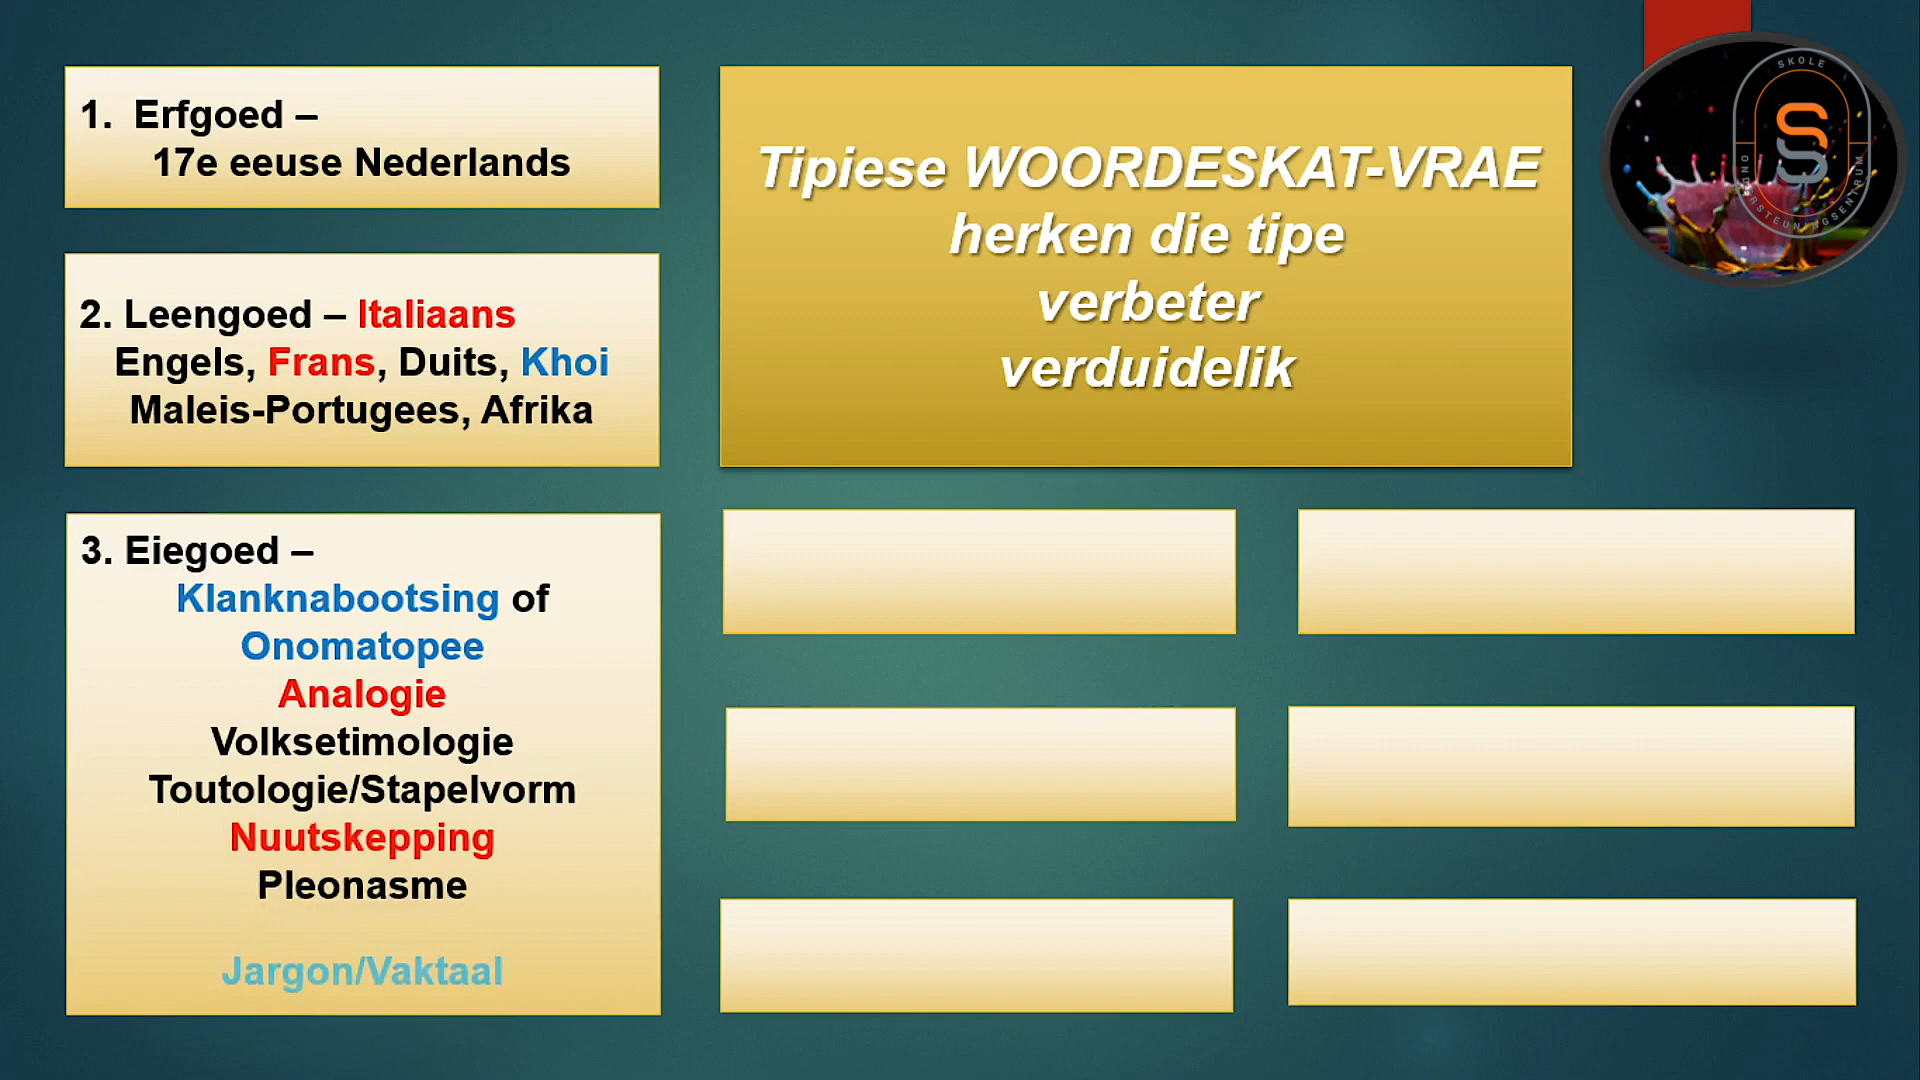 1. Erfgoed –
17e eeuse Nederlands
2. Leengoed – Italiaans
Engels, Frans, Duits, Khoi
Maleis-Portugees, Afrika
3. Eiegoed –
Klanknabootsing of
Onomatopee
Analogie
Volksetimologie
Toutologie/Stapelvorm
Nuutskepping
Pleonasme
Jargon/Vaktaal
Tipiese WOORDESKAT-VRAE
herken die tipe
verbeter
verduidelik
SKOLE
ONDERSTEUNINGSENTRUM